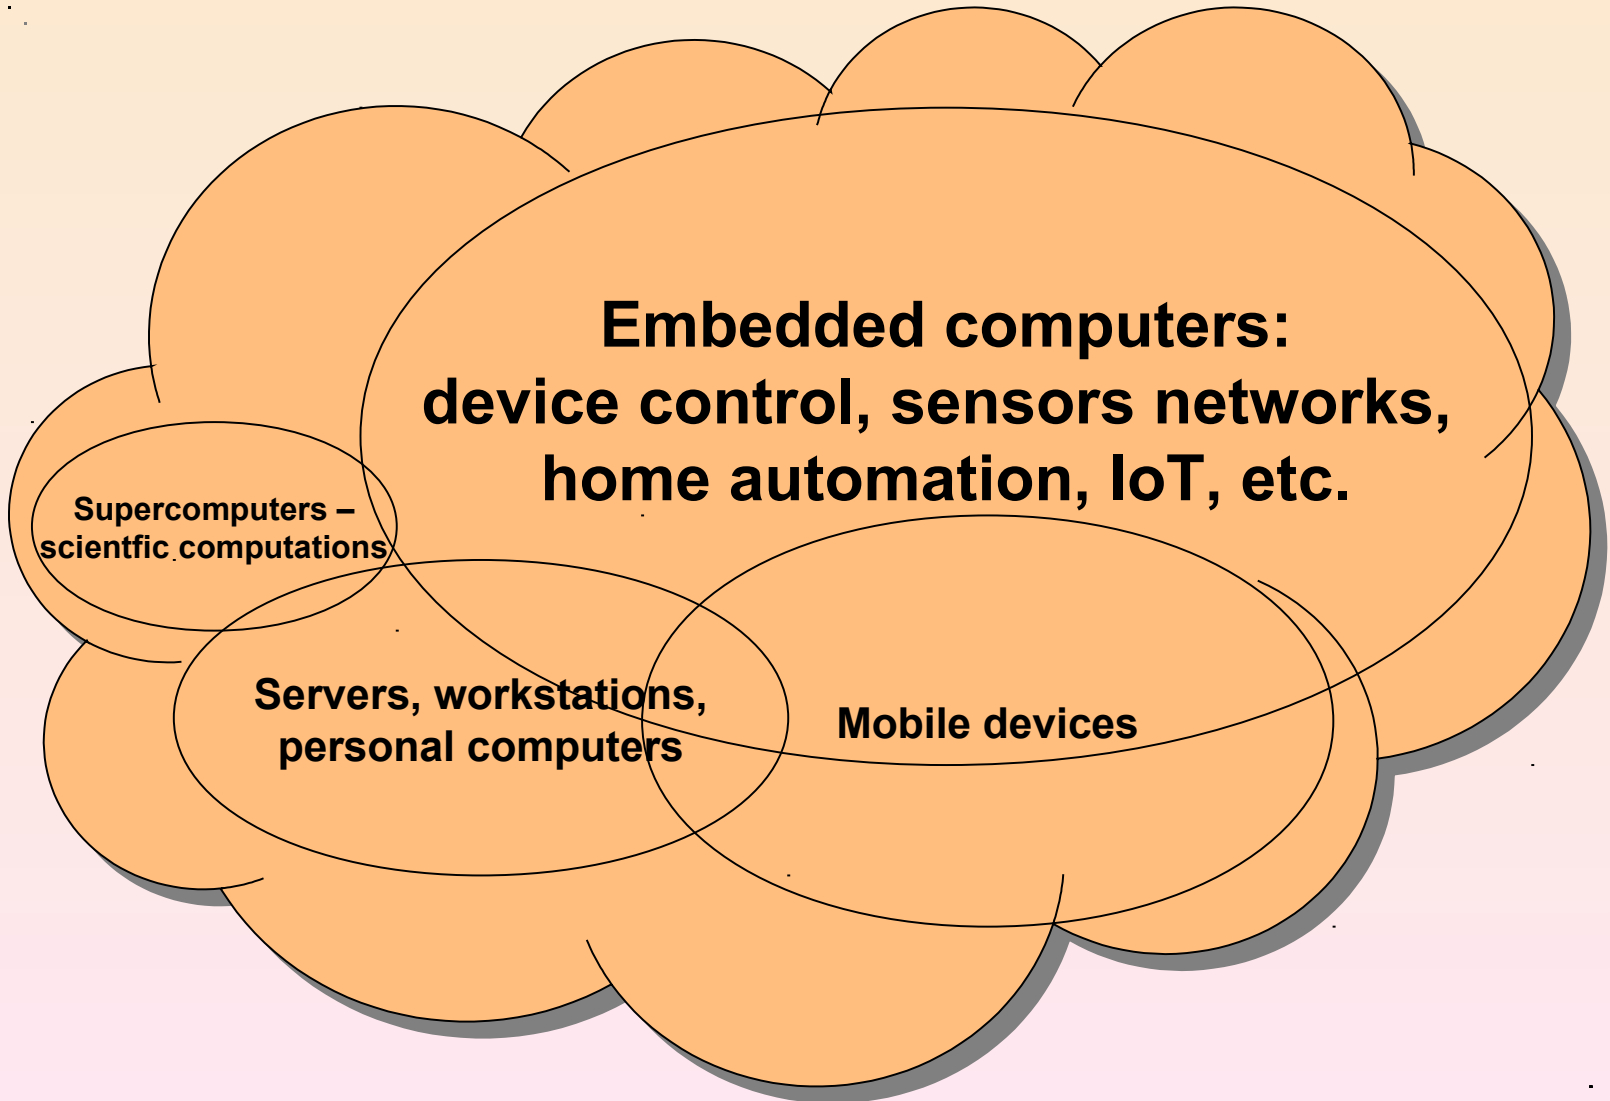 Embedded computers:
device control, sensors networks,
home automation, IoT, etc.
Supercomputers –
scientfic computations
Servers, workstations,
personal computers
Mobile devices